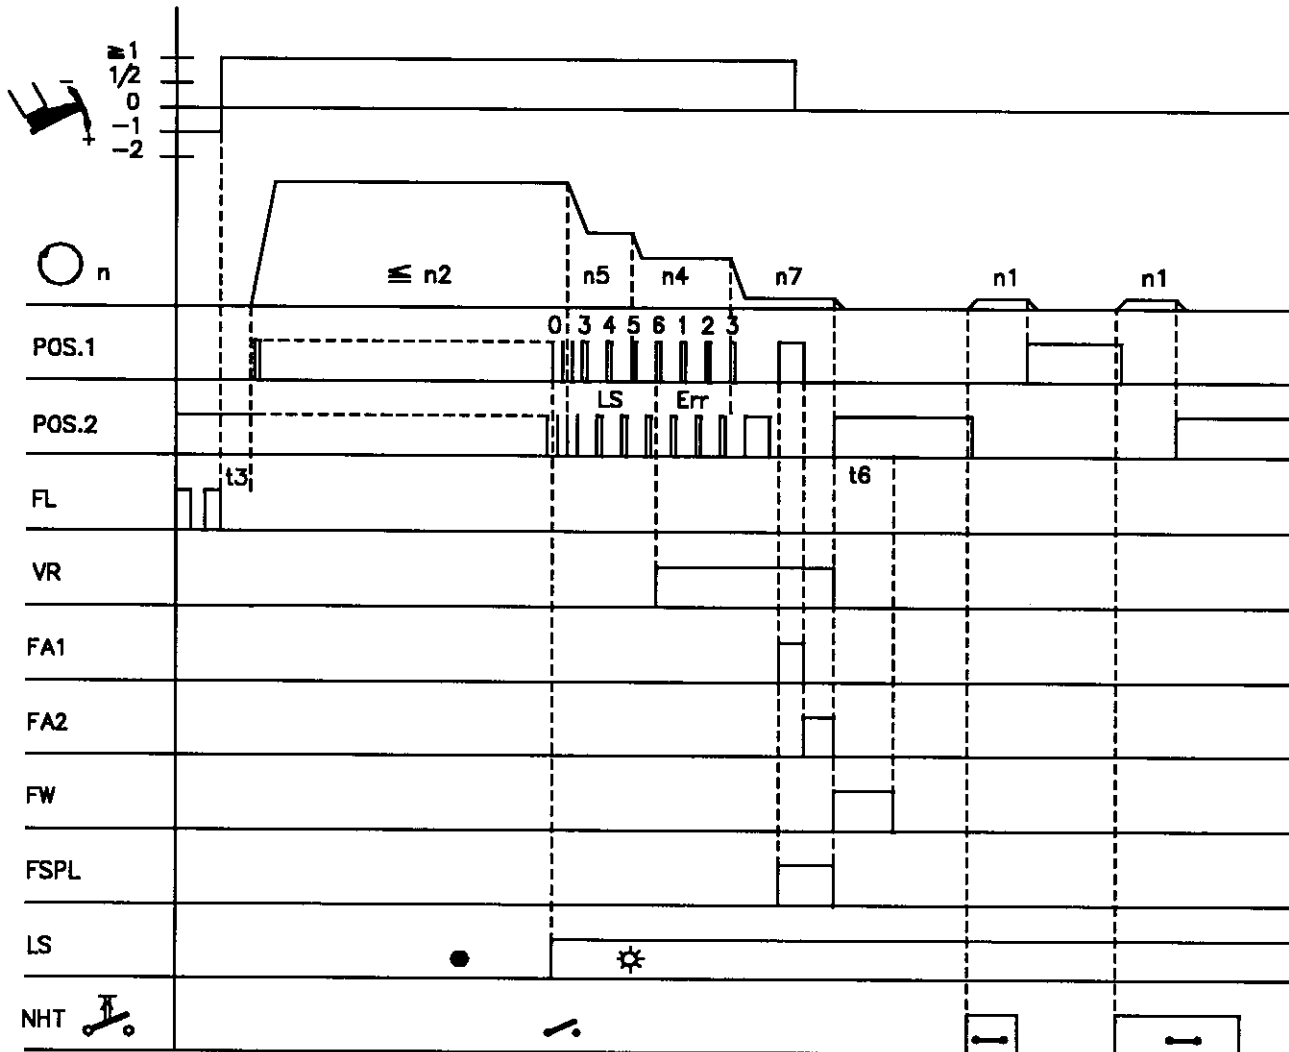 ≧1
1/2
0
−1
−2
−
+
n
≦ n2
n5
n4
n7
n1
n1
0 3 4 5 6 1 2 3
POS.1
LS Err
POS.2
t3
t6
FL
VR
FA1
FA2
FW
FSPL
LS
NHT